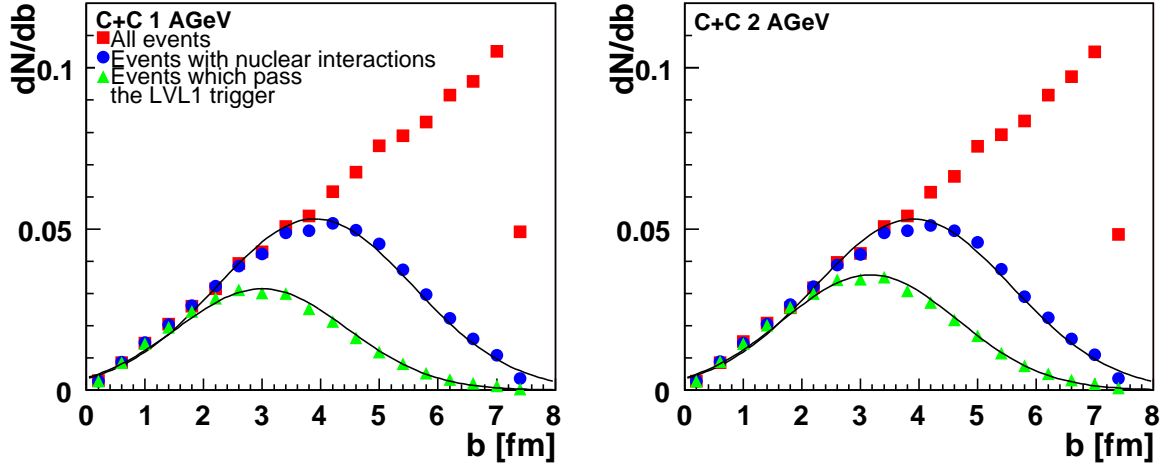 C+C 1 AGeV
All events
Events with nuclear interactions
Events which pass
the LVL1 trigger
dN/db
0.1
0.05
0
0 1 2 3 4 5 6 7 8
b [fm]
C+C 2 AGeV
dN/db
0.1
0.05
0
0 1 2 3 4 5 6 7 8
b [fm]